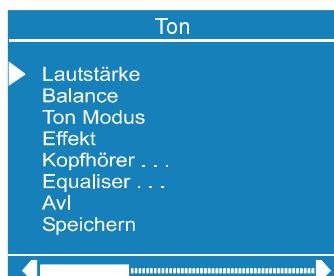 Ton
Lautstärke
Balance
Ton Modus
Effekt
Kopfhörer . . .
Equaliser . . .
Avl
Speichern